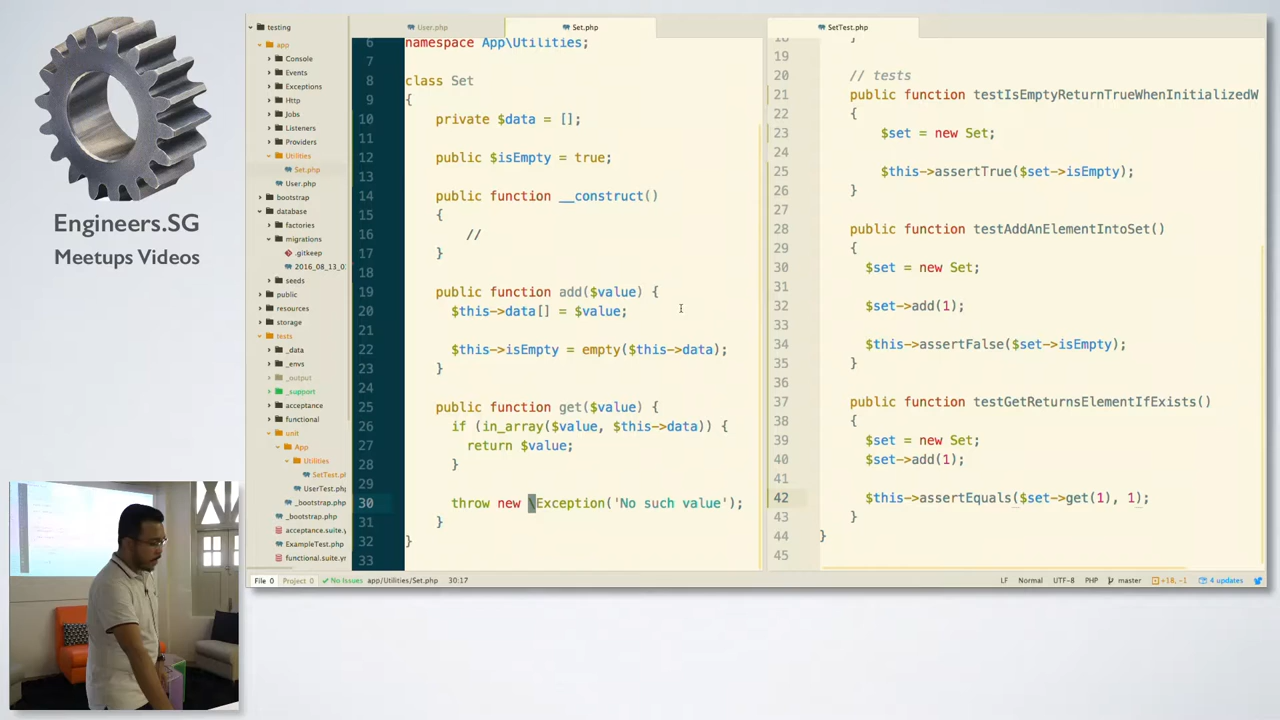 Engineers.SG
Meetups Videos
testing
app
Console
Events
Exceptions
Http
Jobs
Listeners
Providers
Utilities
Set.php
User.php
bootstrap
database
factories
migrations
.gitkeep
2016_08_13_0
seeds
public
resources
storage
tests
_data
_envs
_output
_support
acceptance
functional
unit
App
Utilities
SetTest.pl
UserTest.php
_bootstrap.php
_bootstrap.php
acceptance.suite.y
ExampleTest.php
functional.suite.yr
User.php
Set.php
6 namespace App\Utilities;
7
8 class Set
9 {
10 private $data = [];
11
12 public $isEmpty = true;
13
14 public function __construct()
15 {
16 //
17 }
18
19 public function add($value) {
20 $this->data[] = $value;
21
22 $this->isEmpty = empty($this->data);
23 }
24
25 public function get($value) {
26 if (in_array($value, $this->data)) {
27 return $value;
28 }
29
30 throw new \Exception('No such value');
31 }
32 }
33
SetTest.php
18 }
19
20 // tests
21 public function testIsEmptyReturnTrueWhenInitializedW
22 {
23 $set = new Set;
24
25 $this->assertTrue($set->isEmpty);
26 }
27
28 public function testAddAnElementIntoSet()
29 {
30 $set = new Set;
31
32 $set->add(1);
33
34 $this->assertFalse($set->isEmpty);
35 }
36
37 public function testGetReturnsElementIfExists()
38 {
39 $set = new Set;
40 $set->add(1);
41
42 $this->assertEquals($set->get(1), 1);
43 }
44 }
45
File 0 Project 0 No Issues app/Utilities/Set.php 30:17 LF Normal UTF-8 PHP master +18, -1 4 updates